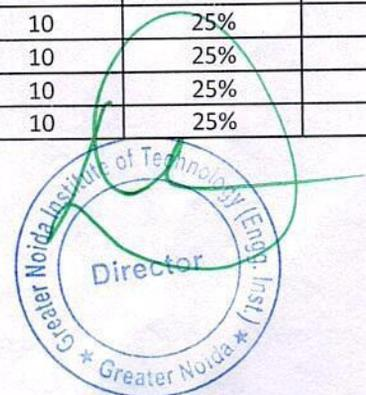 10 25%
10 25%
10 25%
10 25%
Greater Noida Institute of Technology (Engg. Inst.)
Director
★ Greater Noida ★